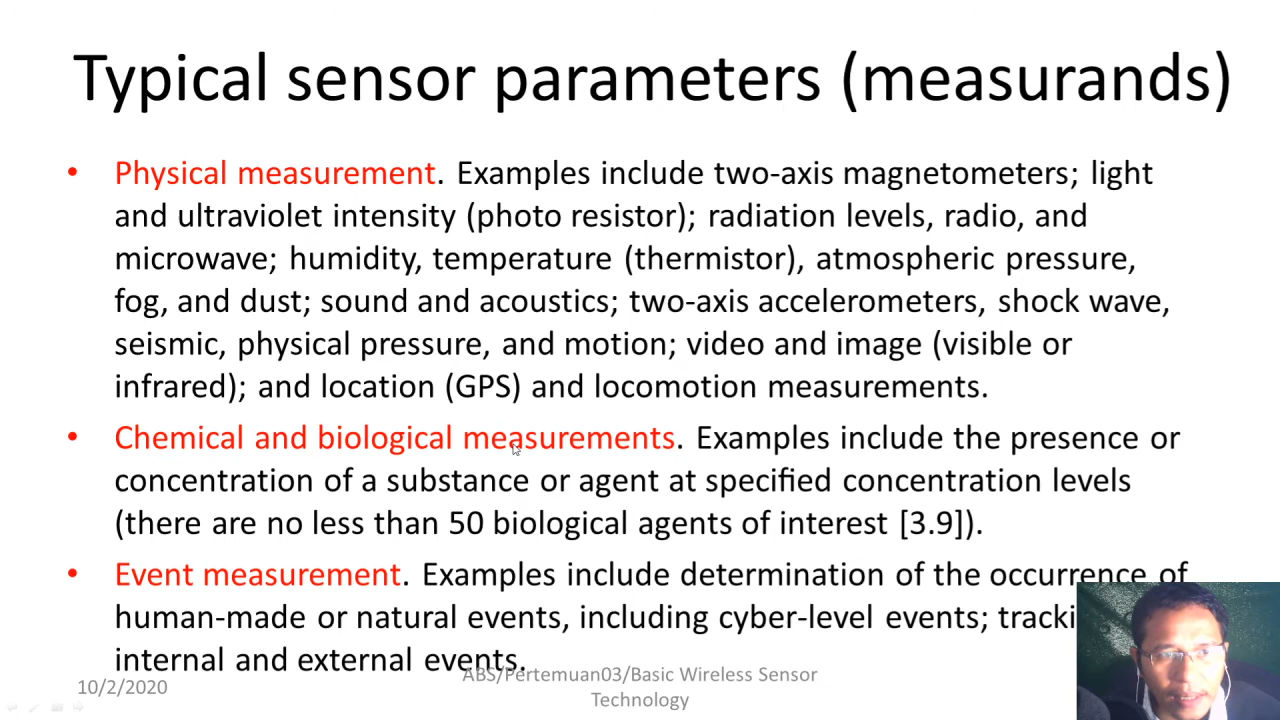 Typical sensor parameters (measurands)
• Physical measurement. Examples include two-axis magnetometers; light
and ultraviolet intensity (photo resistor); radiation levels, radio, and
microwave; humidity, temperature (thermistor), atmospheric pressure,
fog, and dust; sound and acoustics; two-axis accelerometers, shock wave,
seismic, physical pressure, and motion; video and image (visible or
infrared); and location (GPS) and locomotion measurements.
• Chemical and biological measurements. Examples include the presence or
concentration of a substance or agent at specified concentration levels
(there are no less than 50 biological agents of interest [3.9]).
• Event measurement. Examples include determination of the occurrence of
human-made or natural events, including cyber-level events;
internal and external events.
10/2/2020
ABS/Pertemuan03/Basic Wireless Sensor
Technology